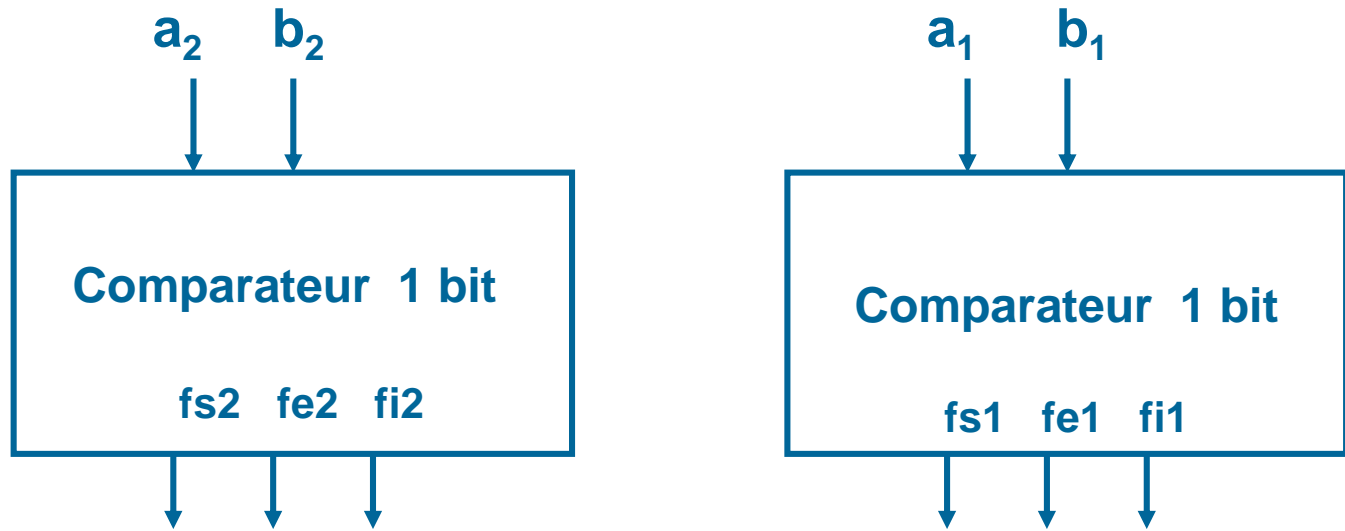 a₂ b₂
a₁ b₁
Comparateur 1 bit
Comparateur 1 bit
fs2 fe2 fi2
fs1 fe1 fi1